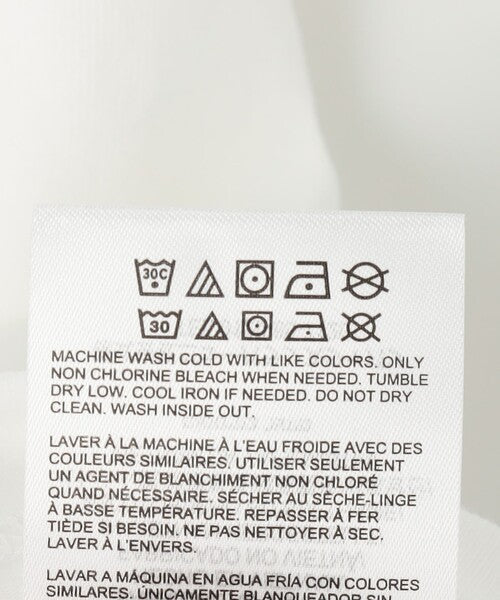 30C
30
MACHINE WASH COLD WITH LIKE COLORS. ONLY
NON CHLORINE BLEACH WHEN NEEDED. TUMBLE
DRY LOW. COOL IRON IF NEEDED. DO NOT DRY
CLEAN. WASH INSIDE OUT.
LAVER À LA MACHINE À L'EAU FROIDE AVEC DES
COULEURS SIMILAIRES. UTILISER SEULEMENT
UN AGENT DE BLANCHIMENT NON CHLORÉ
QUAND NÉCESSAIRE. SÉCHER AU SÈCHE-LINGE
À BASSE TEMPÉRATURE. REPASSER À FER
TIÈDE SI BESOIN. NE PAS NETTOYER À SEC.
LAVER À L'ENVERS.
LAVAR A MÁQUINA EN AGUA FRÍA CON COLORES
SIMILARES. ÚNICAMENTE BLANQUEADOR SIN